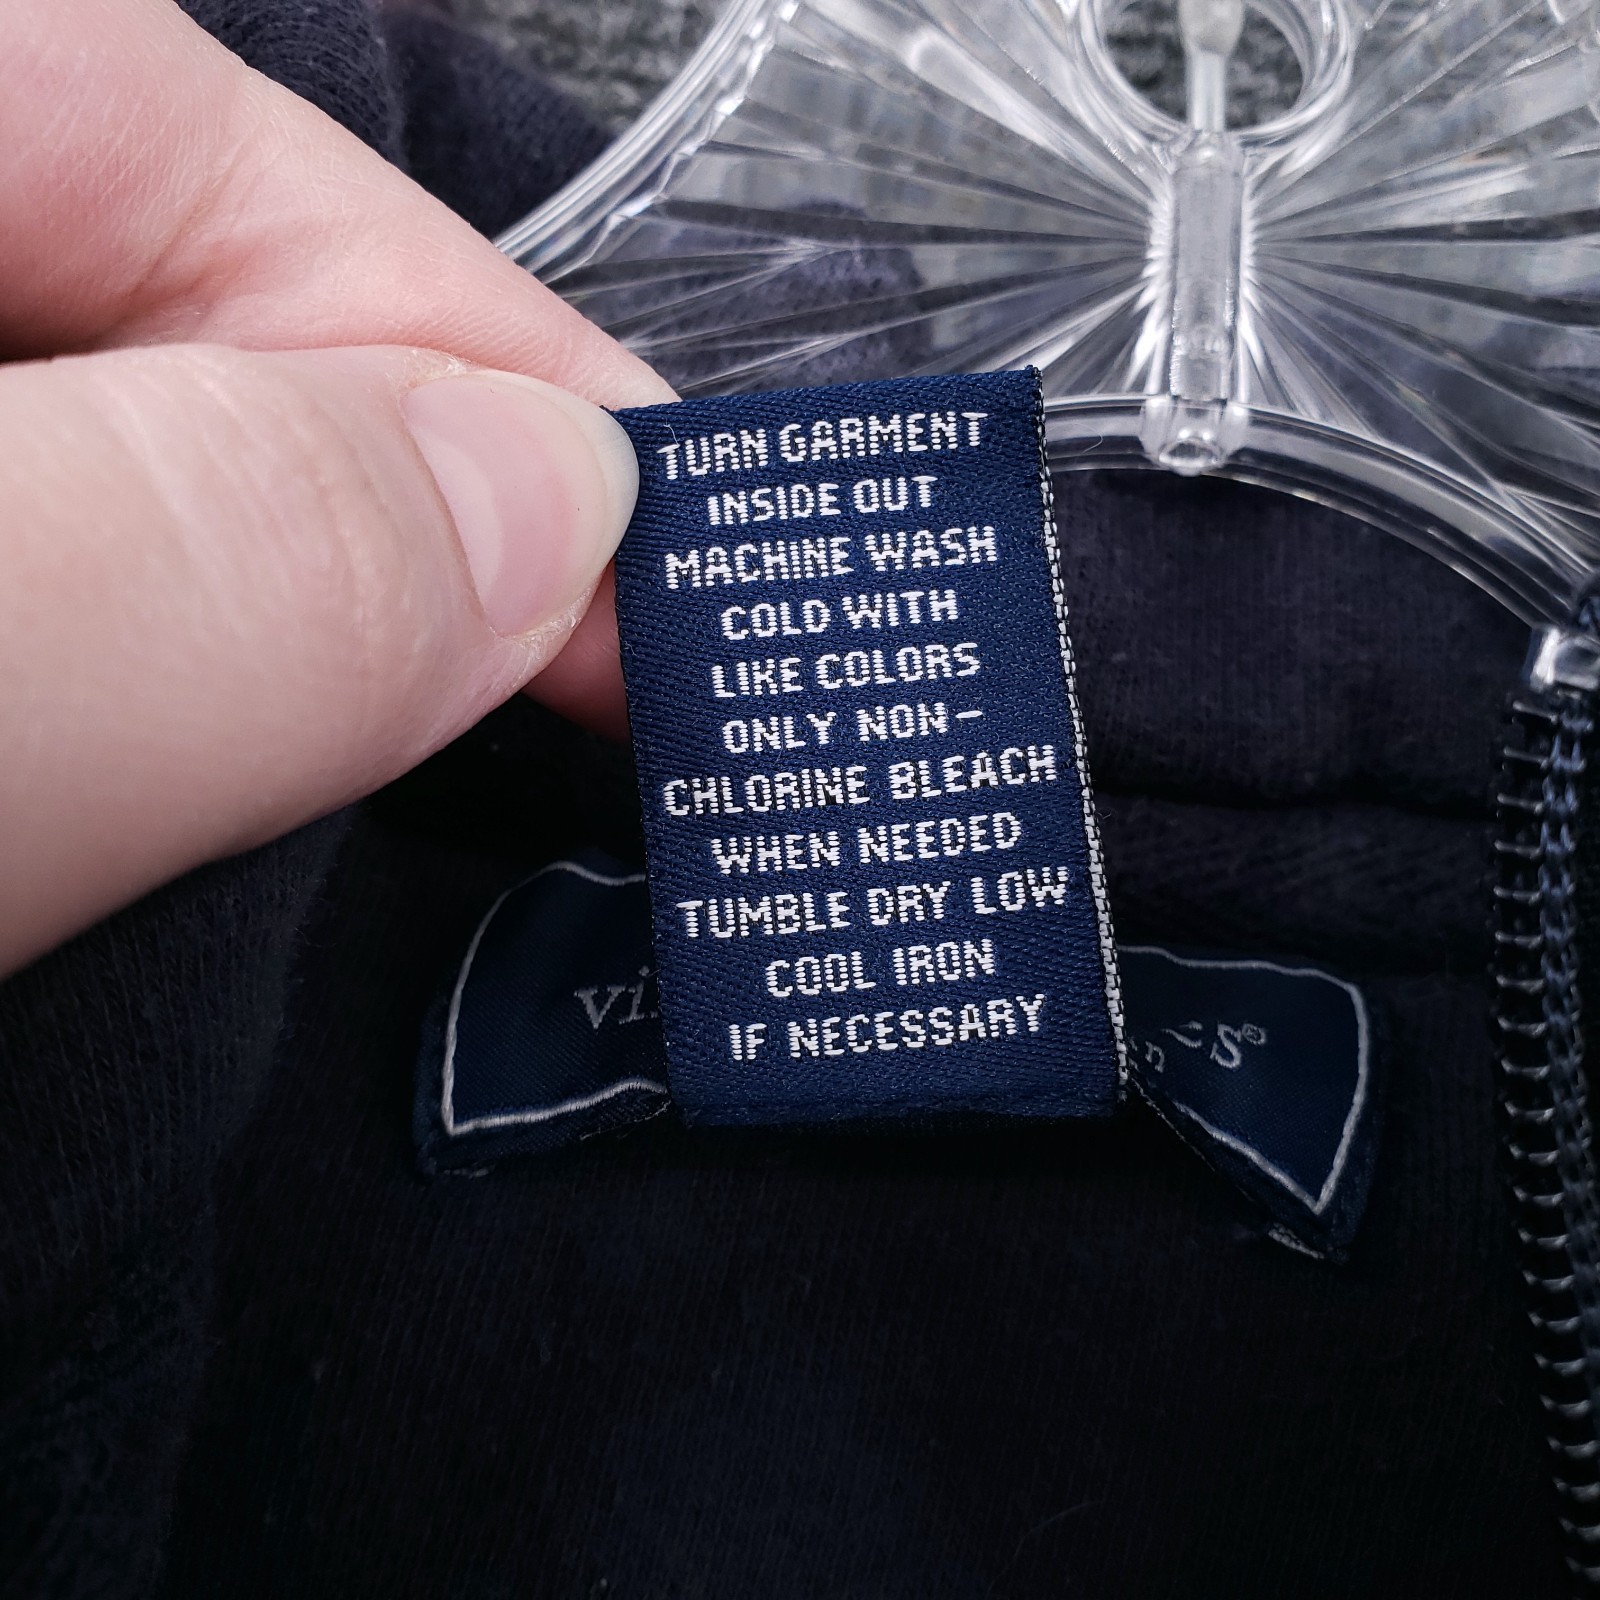 TURN GARMENT
INSIDE OUT
MACHINE WASH
COLD WITH
LIKE COLORS
ONLY NON-
CHLORINE BLEACH
WHEN NEEDED
TUMBLE DRY LOW
COOL IRON
IF NECESSARY